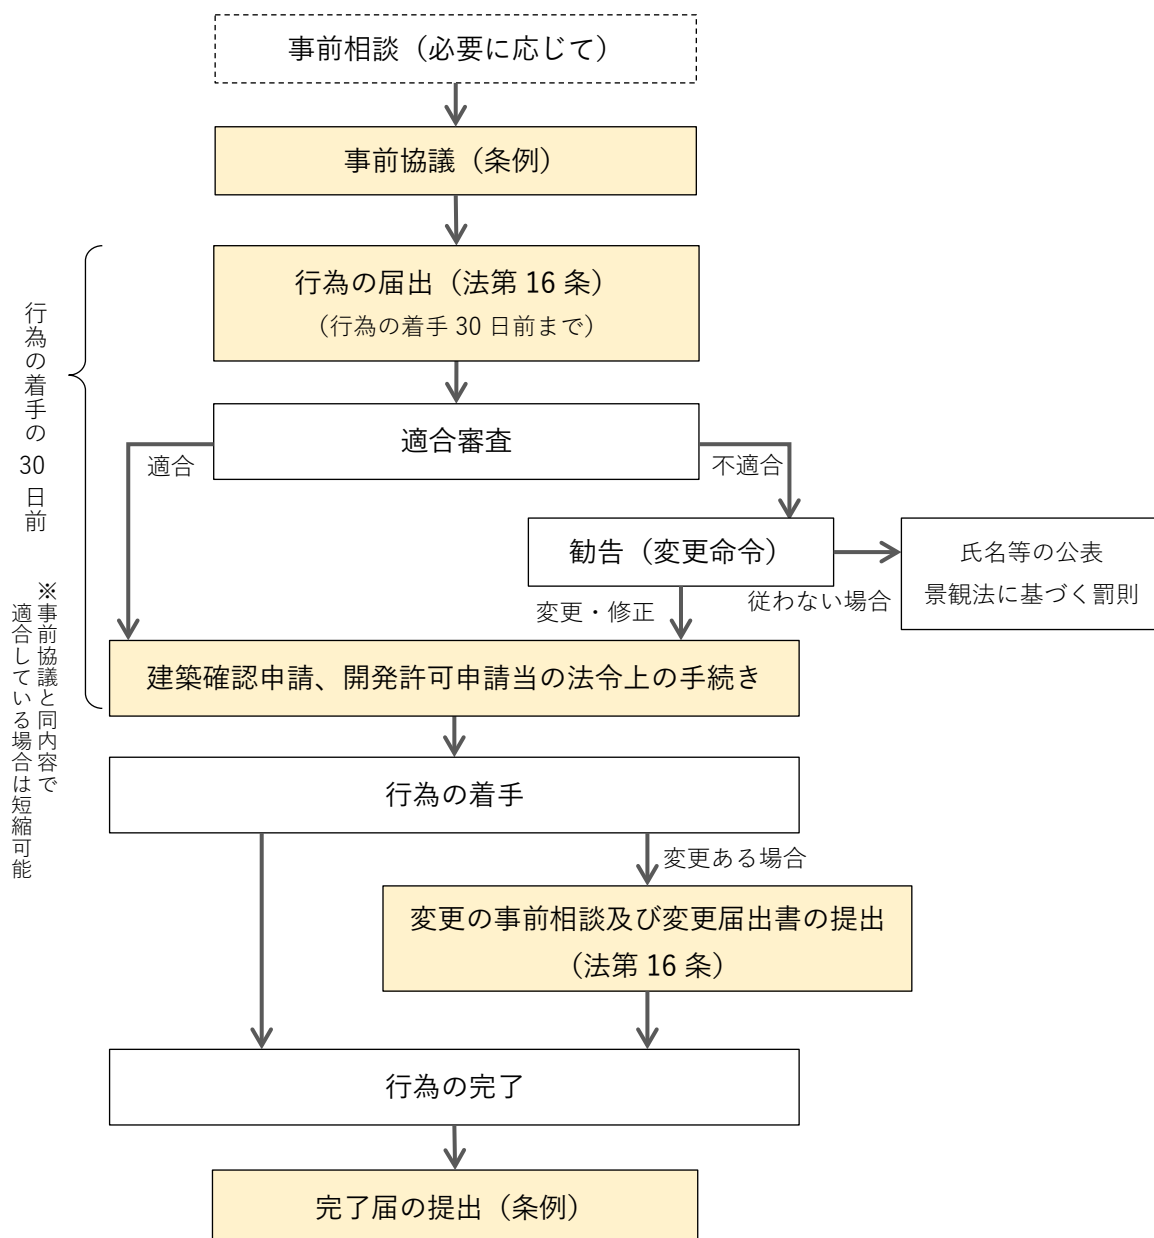 事前相談（必要に応じて）
事前協議（条例）
行為の届出（法第 16 条）
（行為の着手 30 日前まで）
適合審査
適合
不適合
勧告（変更命令）
氏名等の公表
景観法に基づく罰則
変更・修正
従わない場合
建築確認申請、開発許可申請当の法令上の手続き
行為の着手の 30 日前
※事前協議と同内容で
適合している場合は短縮可能
行為の着手
変更ある場合
変更の事前相談及び変更届出書の提出
（法第 16 条）
行為の完了
完了届の提出（条例）